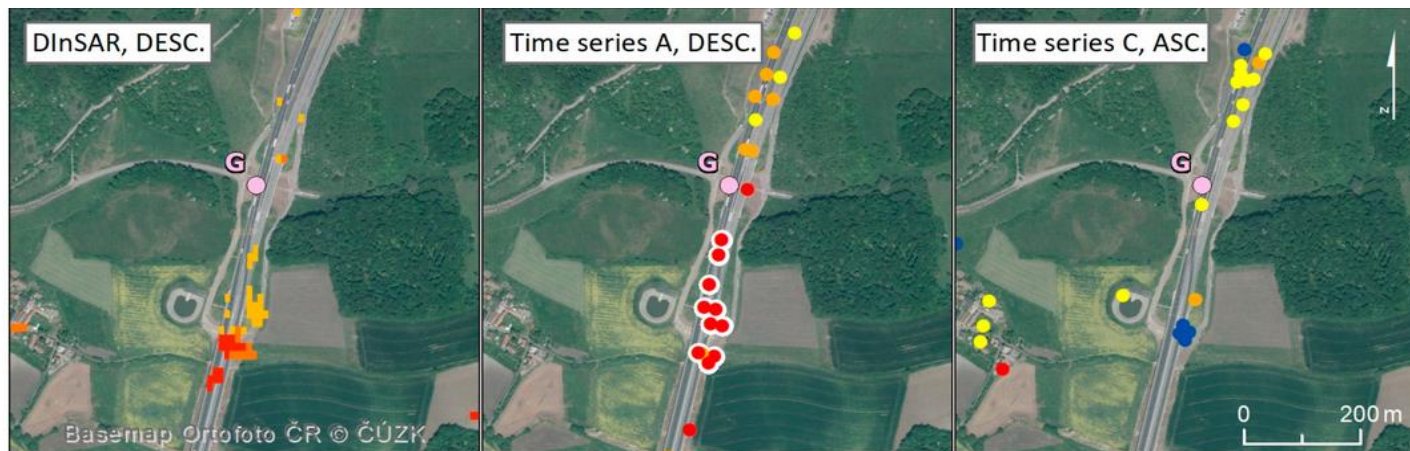 DInSAR, DESC.
Time series A, DESC.
Time series C, ASC.
N
G
G
G
Basemap Ortofoto ČR © ČÚZK
0 200 m